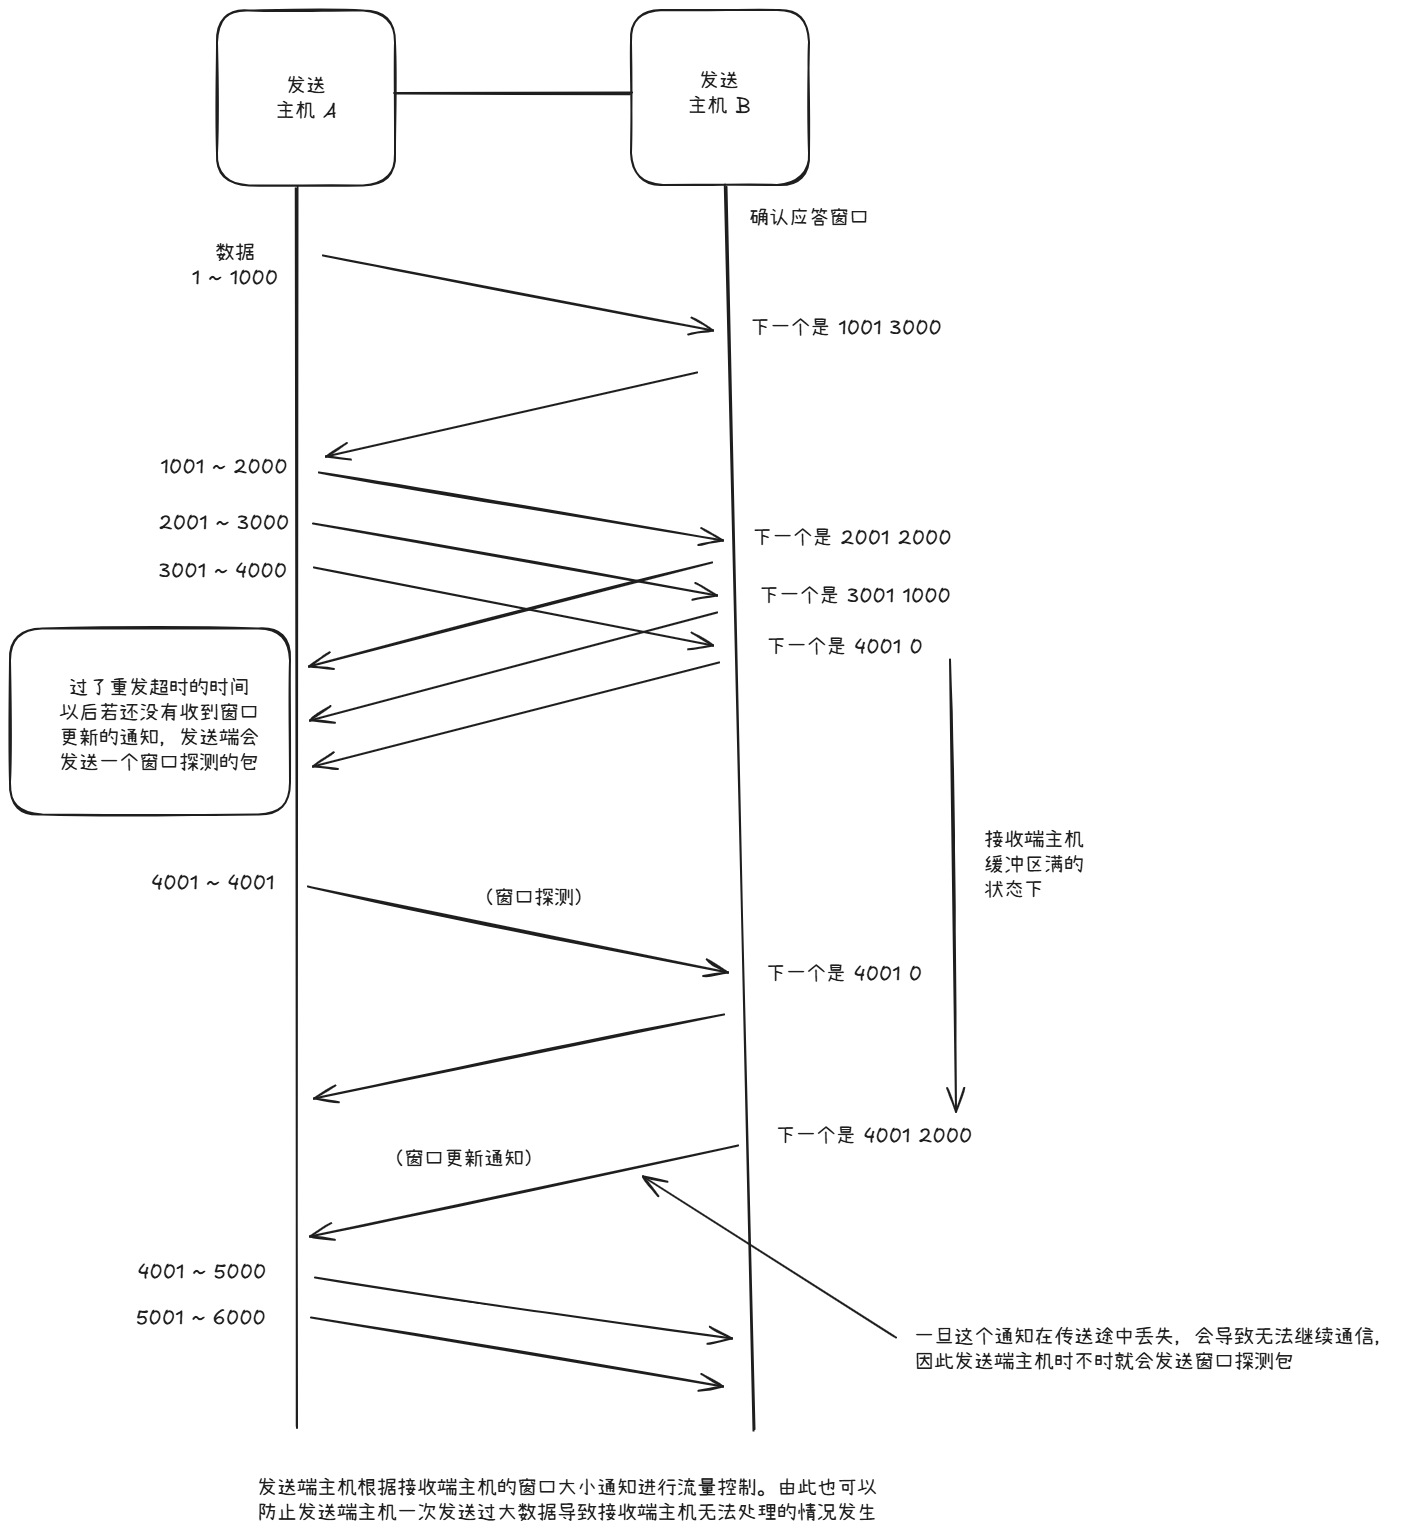 发送
主机 A
发送
主机 B
确认应答窗口
数据
1 ~ 1000
下一个是 1001 3000
1001 ~ 2000
2001 ~ 3000
下一个是 2001 2000
3001 ~ 4000
下一个是 3001 1000
下一个是 4001 0
过了重发超时的时间
以后若还没有收到窗口
更新的通知，发送端会
发送一个窗口探测的包
接收端主机
缓冲区满的
状态下
4001 ~ 4001
（窗口探测）
下一个是 4001 0
下一个是 4001 2000
（窗口更新通知）
4001 ~ 5000
5001 ~ 6000
一旦这个通知在传送途中丢失，会导致无法继续通信，
因此发送端主机时不时就会发送窗口探测包
发送端主机根据接收端主机的窗口大小通知进行流量控制。由此也可以
防止发送端主机一次发送过大数据导致接收端主机无法处理的情况发生